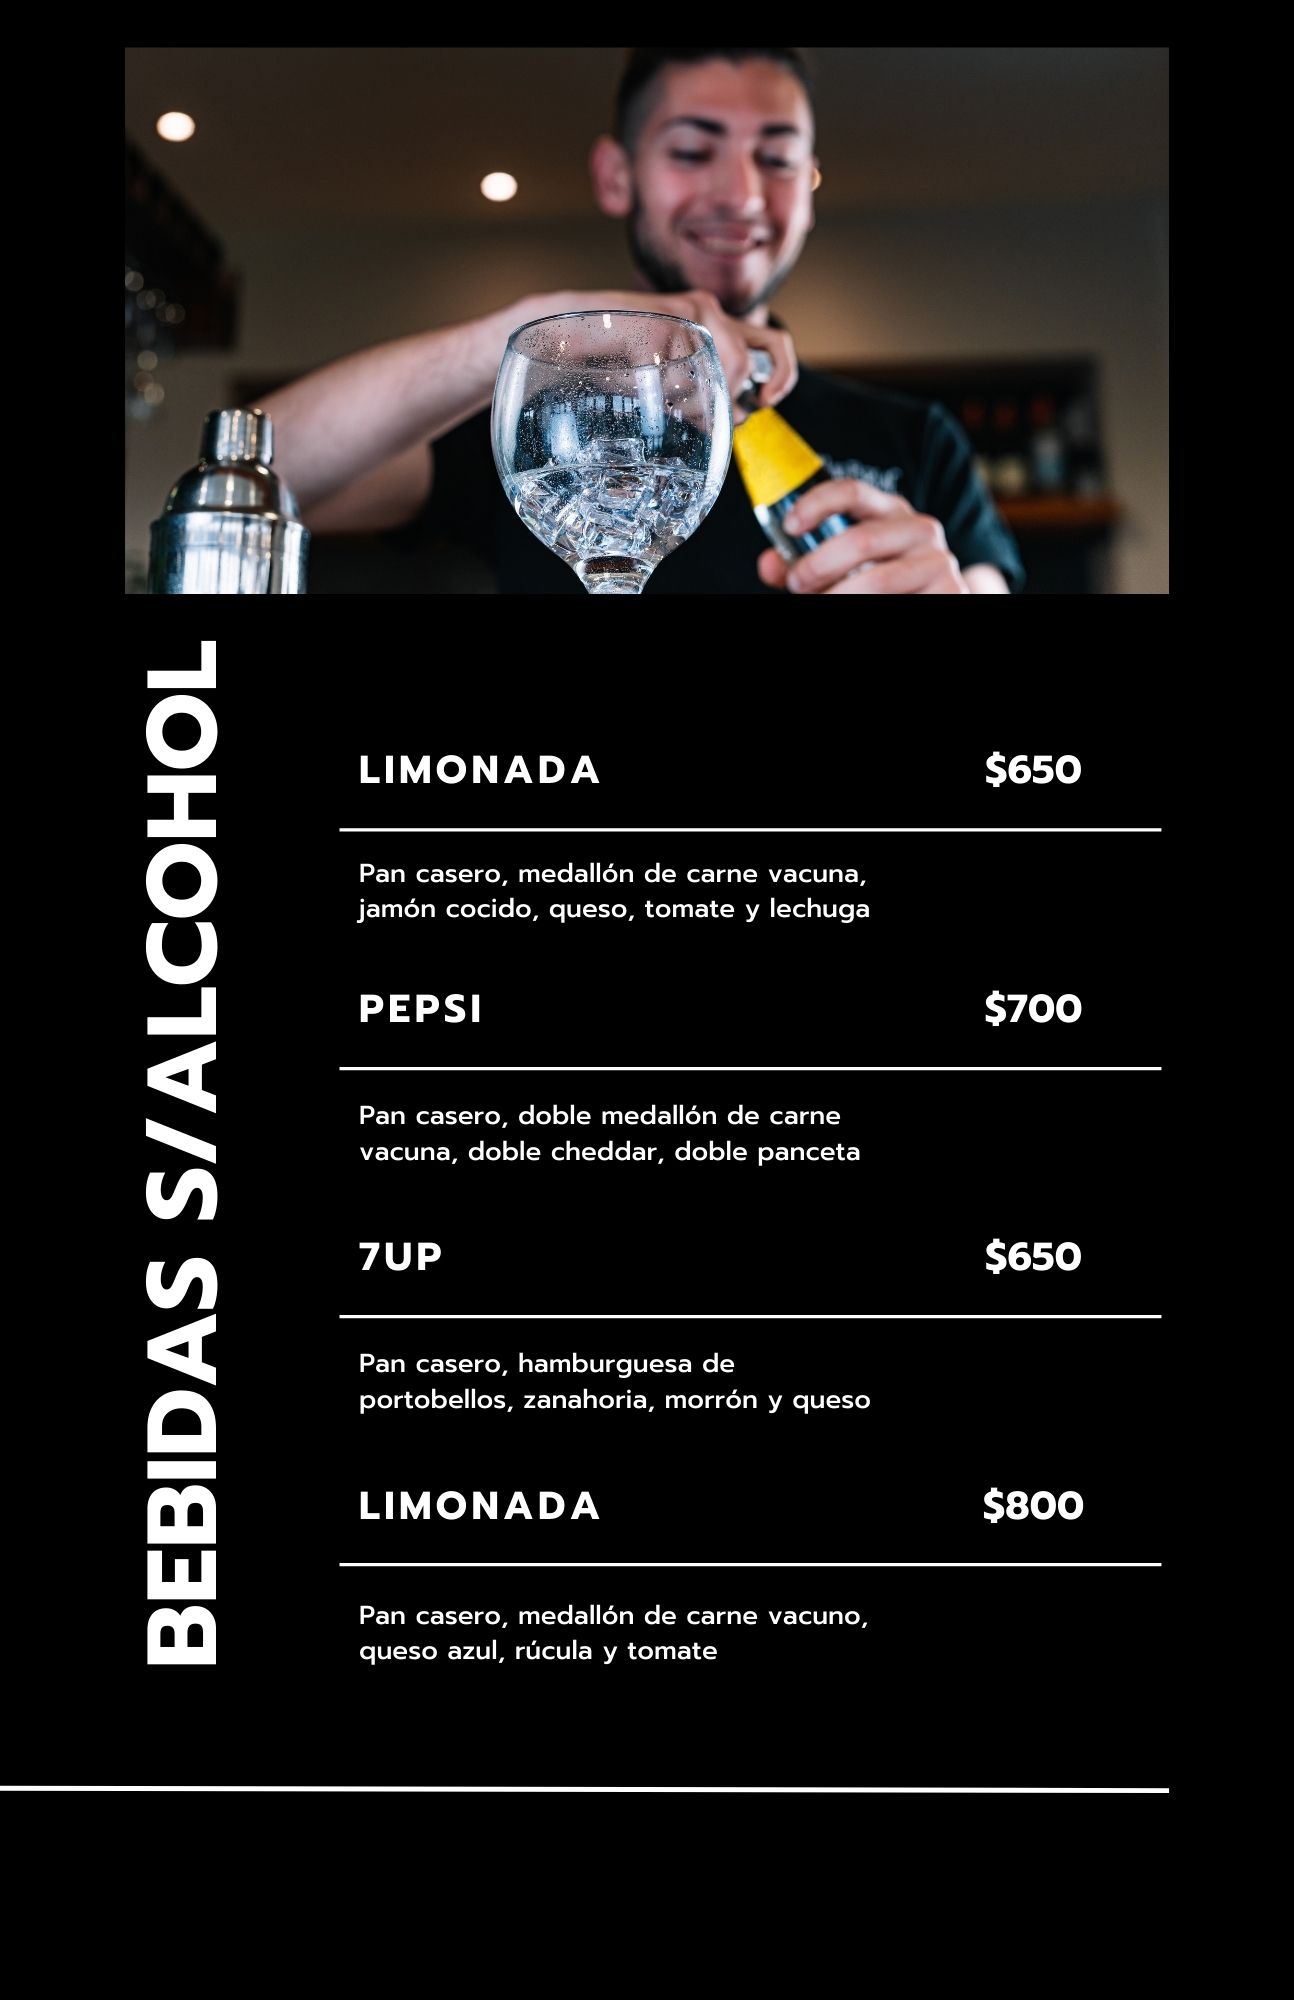 BEBIDAS S/ALCOHOL
LIMONADA $650
Pan casero, medallón de carne vacuna,
jamón cocido, queso, tomate y lechuga
PEPSI $700
Pan casero, doble medallón de carne
vacuna, doble cheddar, doble panceta
7UP $650
Pan casero, hamburguesa de
portobellos, zanahoria, morrón y queso
LIMONADA $800
Pan casero, medallón de carne vacuno,
queso azul, rúcula y tomate